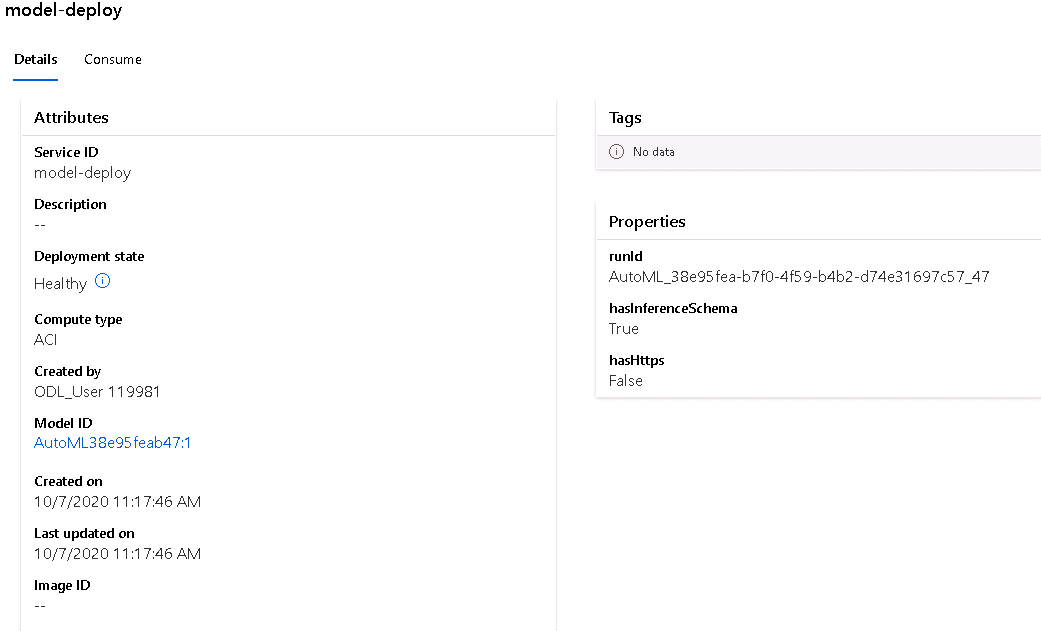 model-deploy
Details Consume
Attributes
Service ID
model-deploy
Description
--
Deployment state
Healthy
Compute type
ACI
Created by
ODL_User 119981
Model ID
AutoML38e95feab47:1
Created on
10/7/2020 11:17:46 AM
Last updated on
10/7/2020 11:17:46 AM
Image ID
--
Tags
No data
Properties
runId
AutoML_38e95fea-b7f0-4f59-b4b2-d74e31697c57_47
hasInferenceSchema
True
hasHttps
False